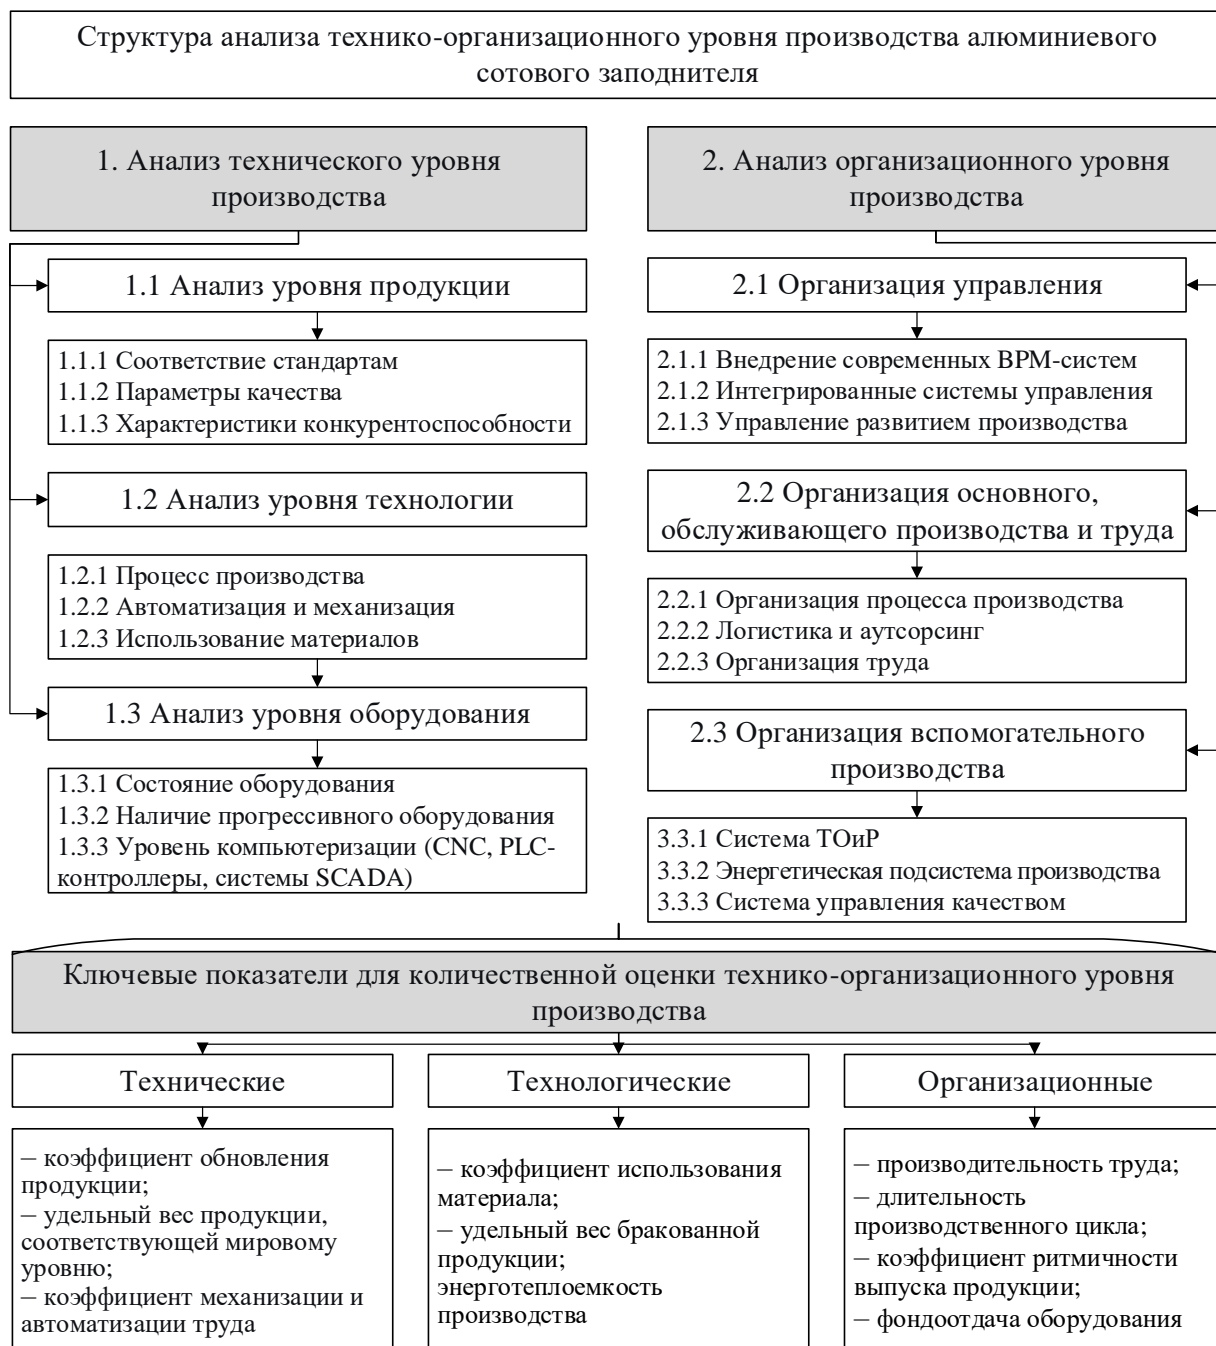 Структура анализа технико-организационного уровня производства алюминиевого
сотового заподнителя
1. Анализ технического уровня
производства
1.1 Анализ уровня продукции
1.1.1 Соответствие стандартам
1.1.2 Параметры качества
1.1.3 Характеристики конкурентоспособности
1.2 Анализ уровня технологии
1.2.1 Процесс производства
1.2.2 Автоматизация и механизация
1.2.3 Использование материалов
1.3 Анализ уровня оборудования
1.3.1 Состояние оборудования
1.3.2 Наличие прогрессивного оборудования
1.3.3 Уровень компьютеризации (CNC, PLC-
контроллеры, системы SCADA)
2. Анализ организационного уровня
производства
2.1 Организация управления
2.1.1 Внедрение современных BPM-систем
2.1.2 Интегрированные системы управления
2.1.3 Управление развитием производства
2.2 Организация основного,
обслуживающего производства и труда
2.2.1 Организация процесса производства
2.2.2 Логистика и аутсорсинг
2.2.3 Организация труда
2.3 Организация вспомогательного
производства
3.3.1 Система ТОиР
3.3.2 Энергетическая подсистема производства
3.3.3 Система управления качеством
Ключевые показатели для количественной оценки технико-организационного уровня
производства
Технические
– коэффициент обновления
продукции;
– удельный вес продукции,
соответствующей мировому
уровню;
– коэффициент механизации и
автоматизации труда
Технологические
– коэффициент использования
материала;
– удельный вес бракованной
продукции;
энерготеплоемкость
производства
Организационные
– производительность труда;
– длительность
производственного цикла;
– коэффициент ритмичности
выпуска продукции;
– фондоотдача оборудования